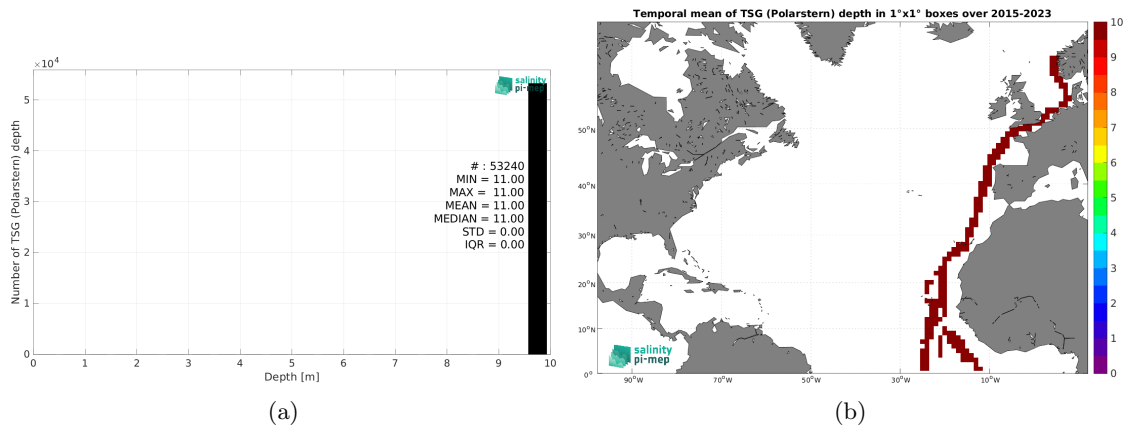 ×10⁴
salinity
pi-mep
5
4
3
2
1
0
Number of TSG (Polarstern) depth
# : 53240
MIN = 11.00
MAX = 11.00
MEAN = 11.00
MEDIAN = 11.00
STD = 0.00
IQR = 0.00
0 1 2 3 4 5 6 7 8 9 10
Depth [m]
(a)
Temporal mean of TSG (Polarstern) depth in 1°x1° boxes over 2015-2023
50°N
40°N
30°N
20°N
10°N
0°
90°W 70°W 50°W 30°W 10°W
salinity
pi-mep
10
9
8
7
6
5
4
3
2
1
0
(b)